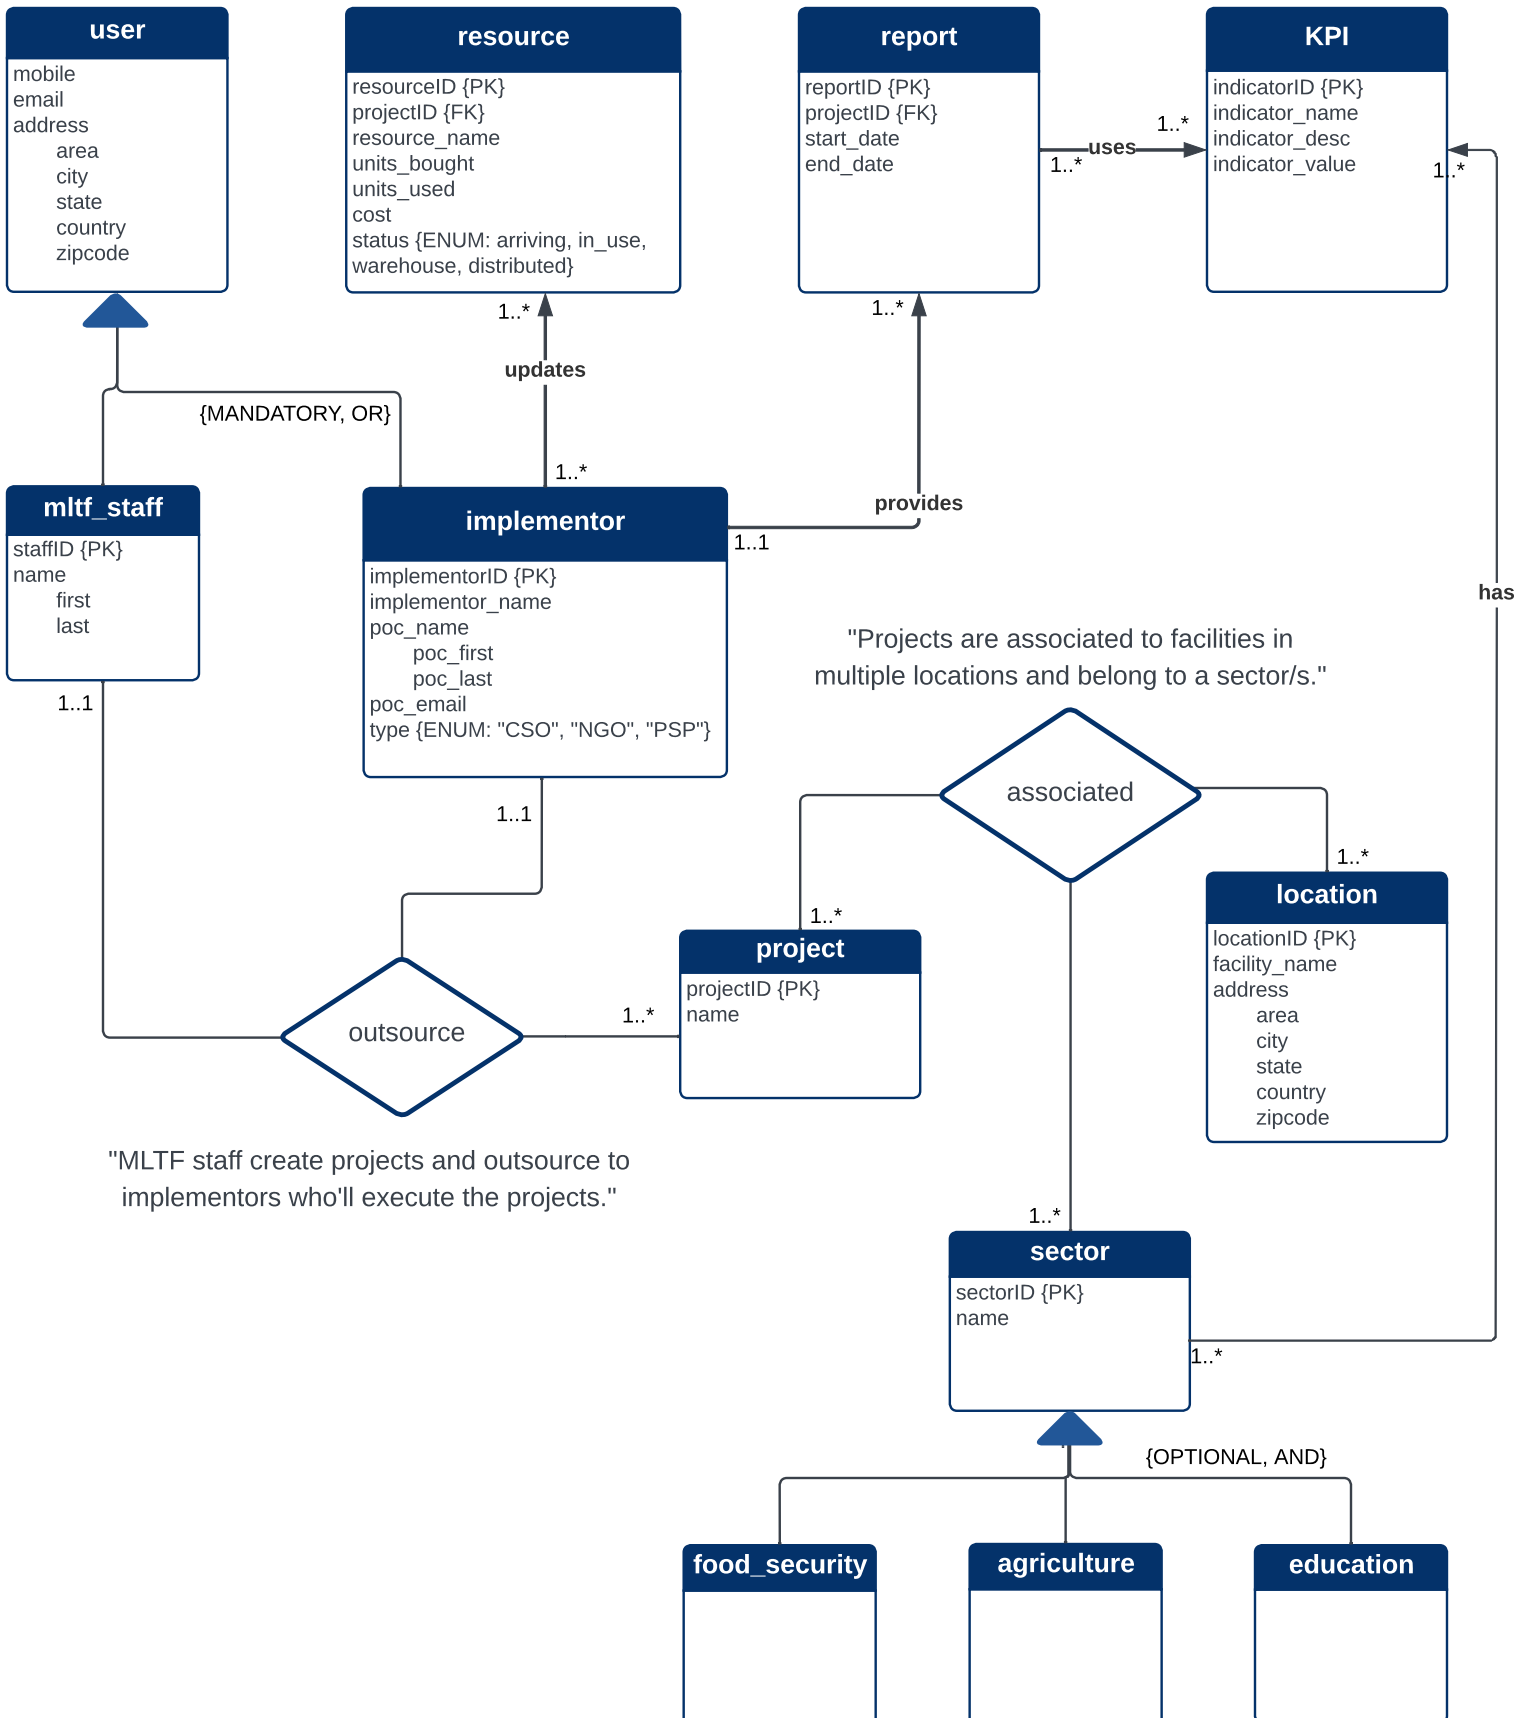 user
mobile
email
address
area
city
state
country
zipcode
resource
resourceID {PK}
projectID {FK}
resource_name
units_bought
units_used
cost
status {ENUM: arriving, in_use,
warehouse, distributed}
report
reportID {PK}
projectID {FK}
start_date
end_date
KPI
indicatorID {PK}
indicator_name
indicator_desc
indicator_value
1..*
uses
1..*
1..*
1..*
1..*
updates
{MANDATORY, OR}
1..*
provides
1..1
mltf_staff
staffID {PK}
name
first
last
1..1
implementor
implementorID {PK}
implementor_name
poc_name
poc_first
poc_last
poc_email
type {ENUM: "CSO", "NGO", "PSP"}
1..1
has
"Projects are associated to facilities in
multiple locations and belong to a sector/s."
associated
1..*
1..*
location
locationID {PK}
facility_name
address
area
city
state
country
zipcode
project
projectID {PK}
name
outsource
1..*
"MLTF staff create projects and outsource to
implementors who'll execute the projects."
1..*
sector
sectorID {PK}
name
1..*
{OPTIONAL, AND}
food_security
agriculture
education